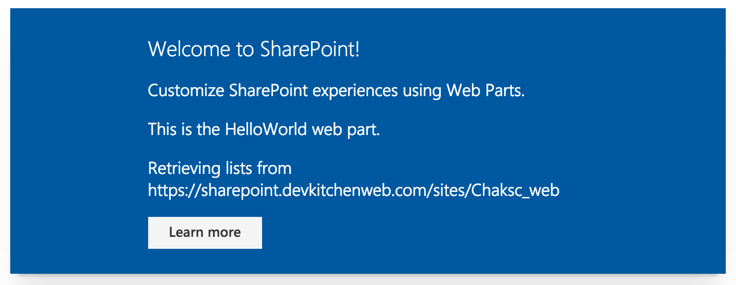 Welcome to SharePoint!
Customize SharePoint experiences using Web Parts.
This is the HelloWorld web part.
Retrieving lists from
https://sharepoint.devkitchenweb.com/sites/Chaksc_web
Learn more